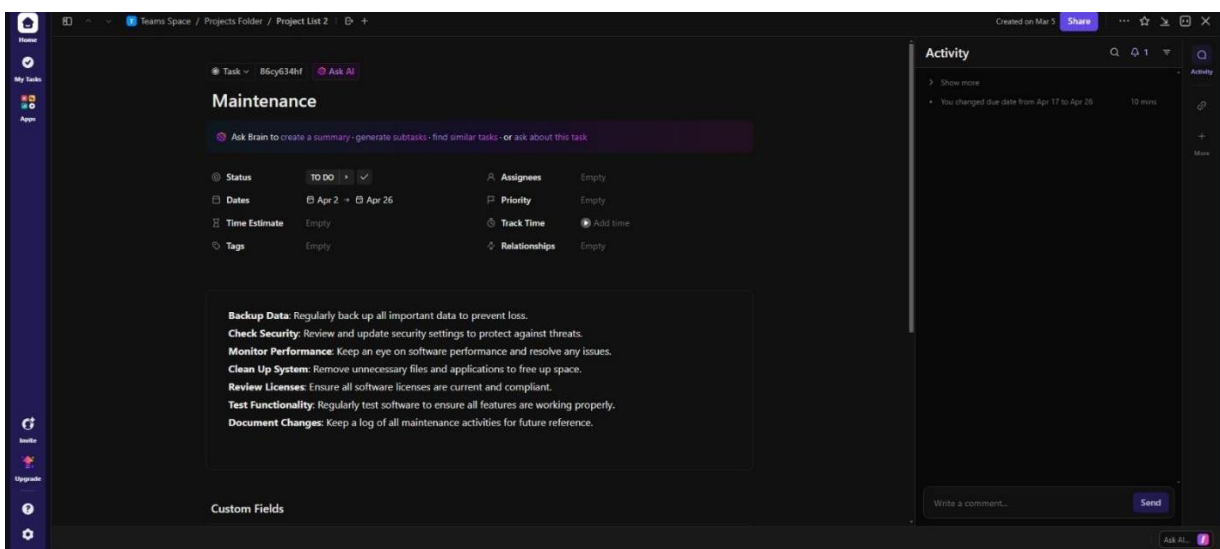 Home
My Tasks
Apps
Invite
Upgrade
Teams Space / Projects Folder / Project List 2
Created on Mar 5 Share
Task 86cy634hf Ask AI
Maintenance
Ask Brain to create a summary · generate subtasks · find similar tasks · or ask about this task
Status TO DO Assignees Empty
Dates Apr 2 → Apr 26 Priority Empty
Time Estimate Empty Track Time Add time
Tags Empty Relationships Empty
Backup Data: Regularly back up all important data to prevent loss.
Check Security: Review and update security settings to protect against threats.
Monitor Performance: Keep an eye on software performance and resolve any issues.
Clean Up System: Remove unnecessary files and applications to free up space.
Review Licenses: Ensure all software licenses are current and compliant.
Test Functionality: Regularly test software to ensure all features are working properly.
Document Changes: Keep a log of all maintenance activities for future reference.
Custom Fields
Activity 1
Show more
You changed due date from Apr 17 to Apr 26 10 mins
Write a comment... Send
Activity
More
Ask AI...